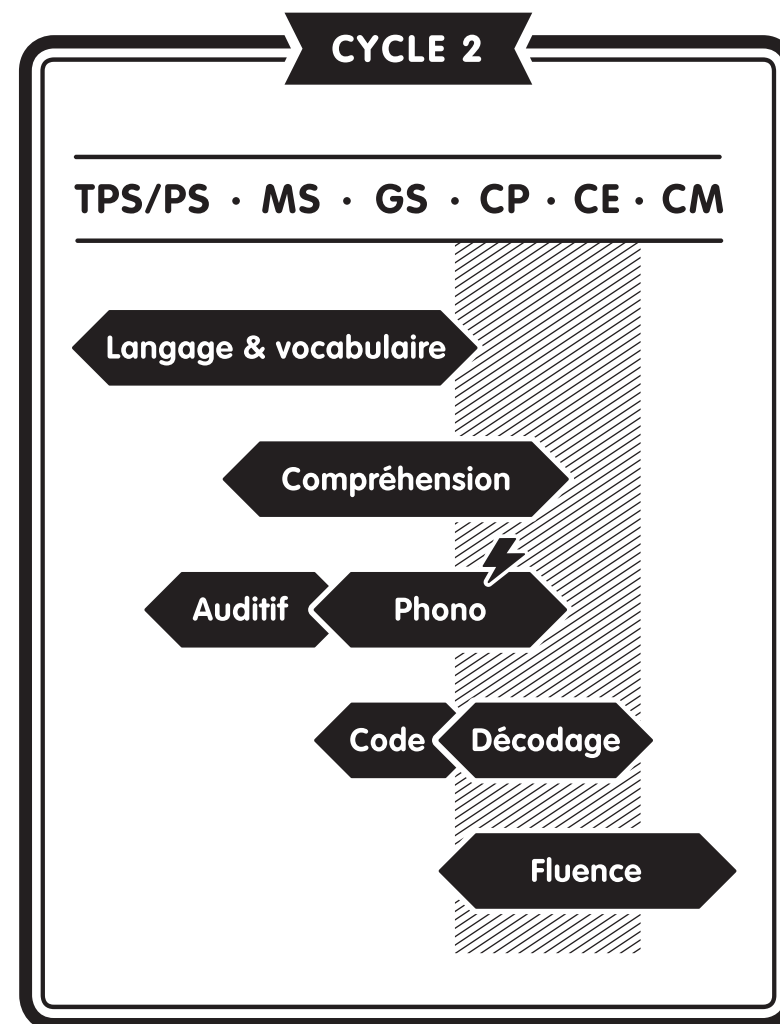 CYCLE 2
TPS/PS · MS · GS · CP · CE · CM
Langage & vocabulaire
Compréhension
Auditif Phono
Code Décodage
Fluence